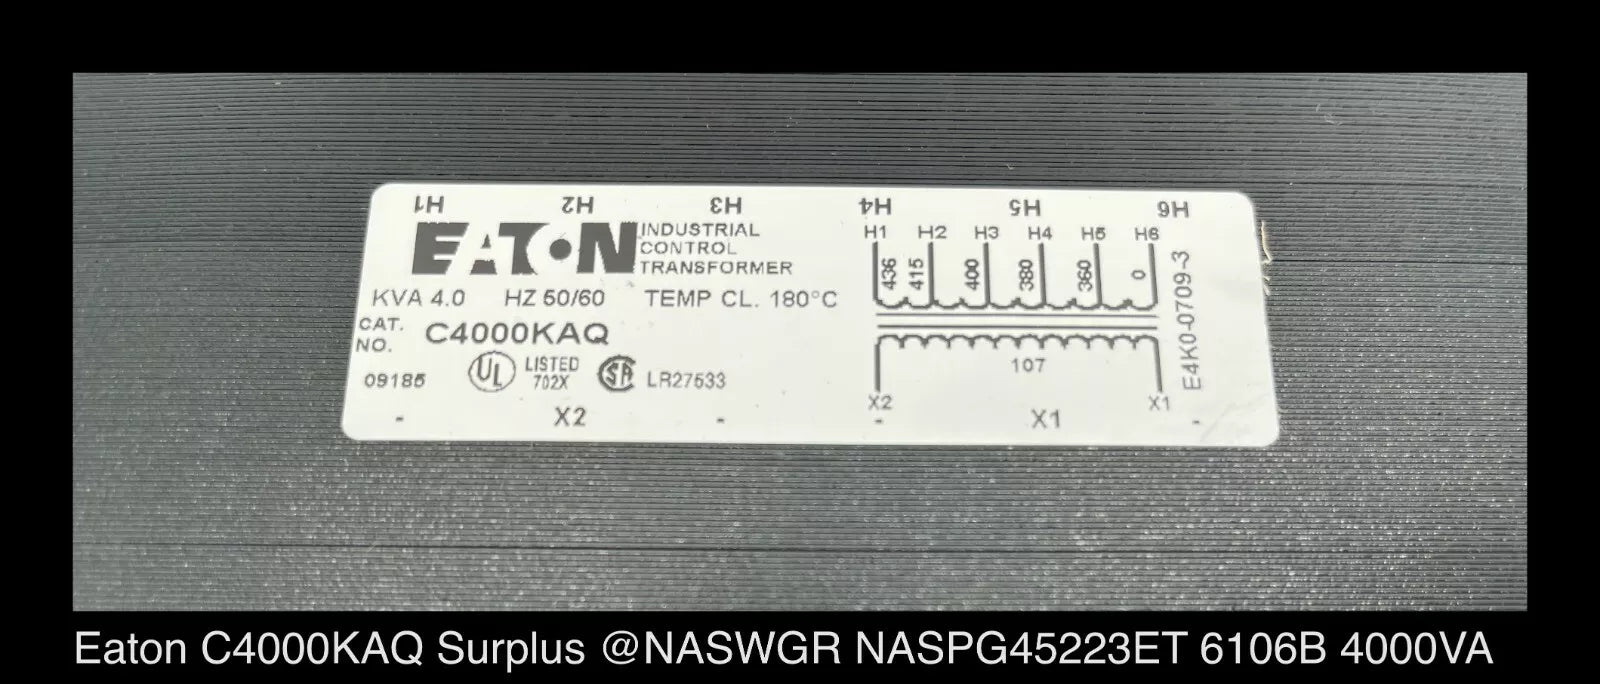 H1 H2 H3 H4 H5 H6
EATON INDUSTRIAL
CONTROL
TRANSFORMER
KVA 4.0 HZ 50/60 TEMP CL. 180°C
CAT.
NO. C4000KAQ
09185 UL LISTED
702X SA LR27533
- X2 - - X1 -
H1 H2 H3 H4 H5 H6
436 415 400 380 360 0
107
X2 X1
E4K0-0709-3
Eaton C4000KAQ Surplus @NASWGR NASPG45223ET 6106B 4000VA